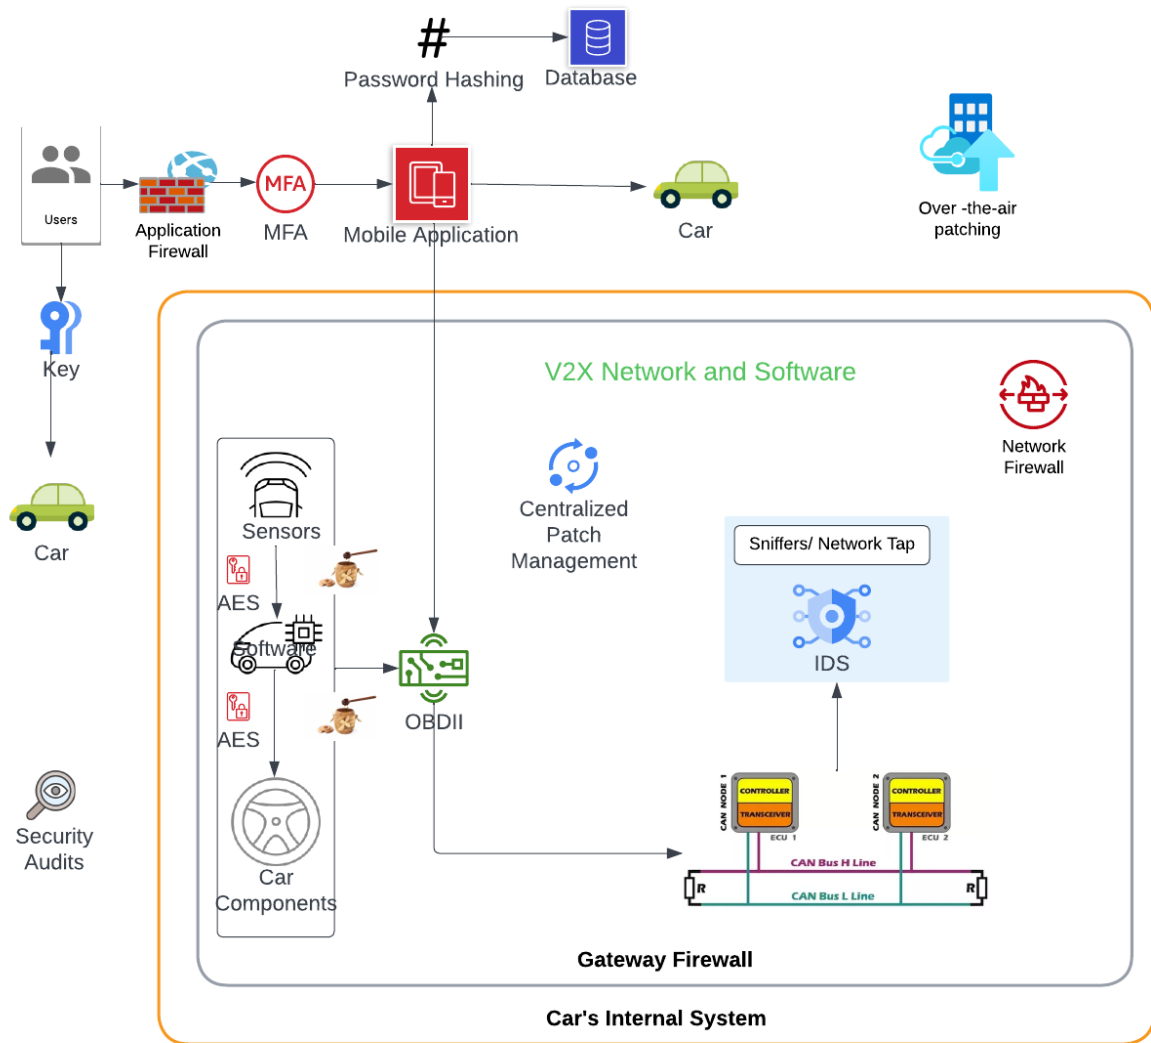 #
Password Hashing
Database
Users
Application
Firewall
MFA
MFA
Mobile Application
Car
Over -the-air
patching
Key
Car
V2X Network and Software
Network
Firewall
Sensors
AES
Software
AES
Car
Components
Centralized
Patch
Management
OBDII
Sniffers/ Network Tap
IDS
CAN NODE 1
CONTROLLER
TRANSCEIVER
ECU 1
CAN NODE 2
CONTROLLER
TRANSCEIVER
ECU 2
CAN Bus H Line
R
CAN Bus L Line
R
Security
Audits
Gateway Firewall
Car's Internal System